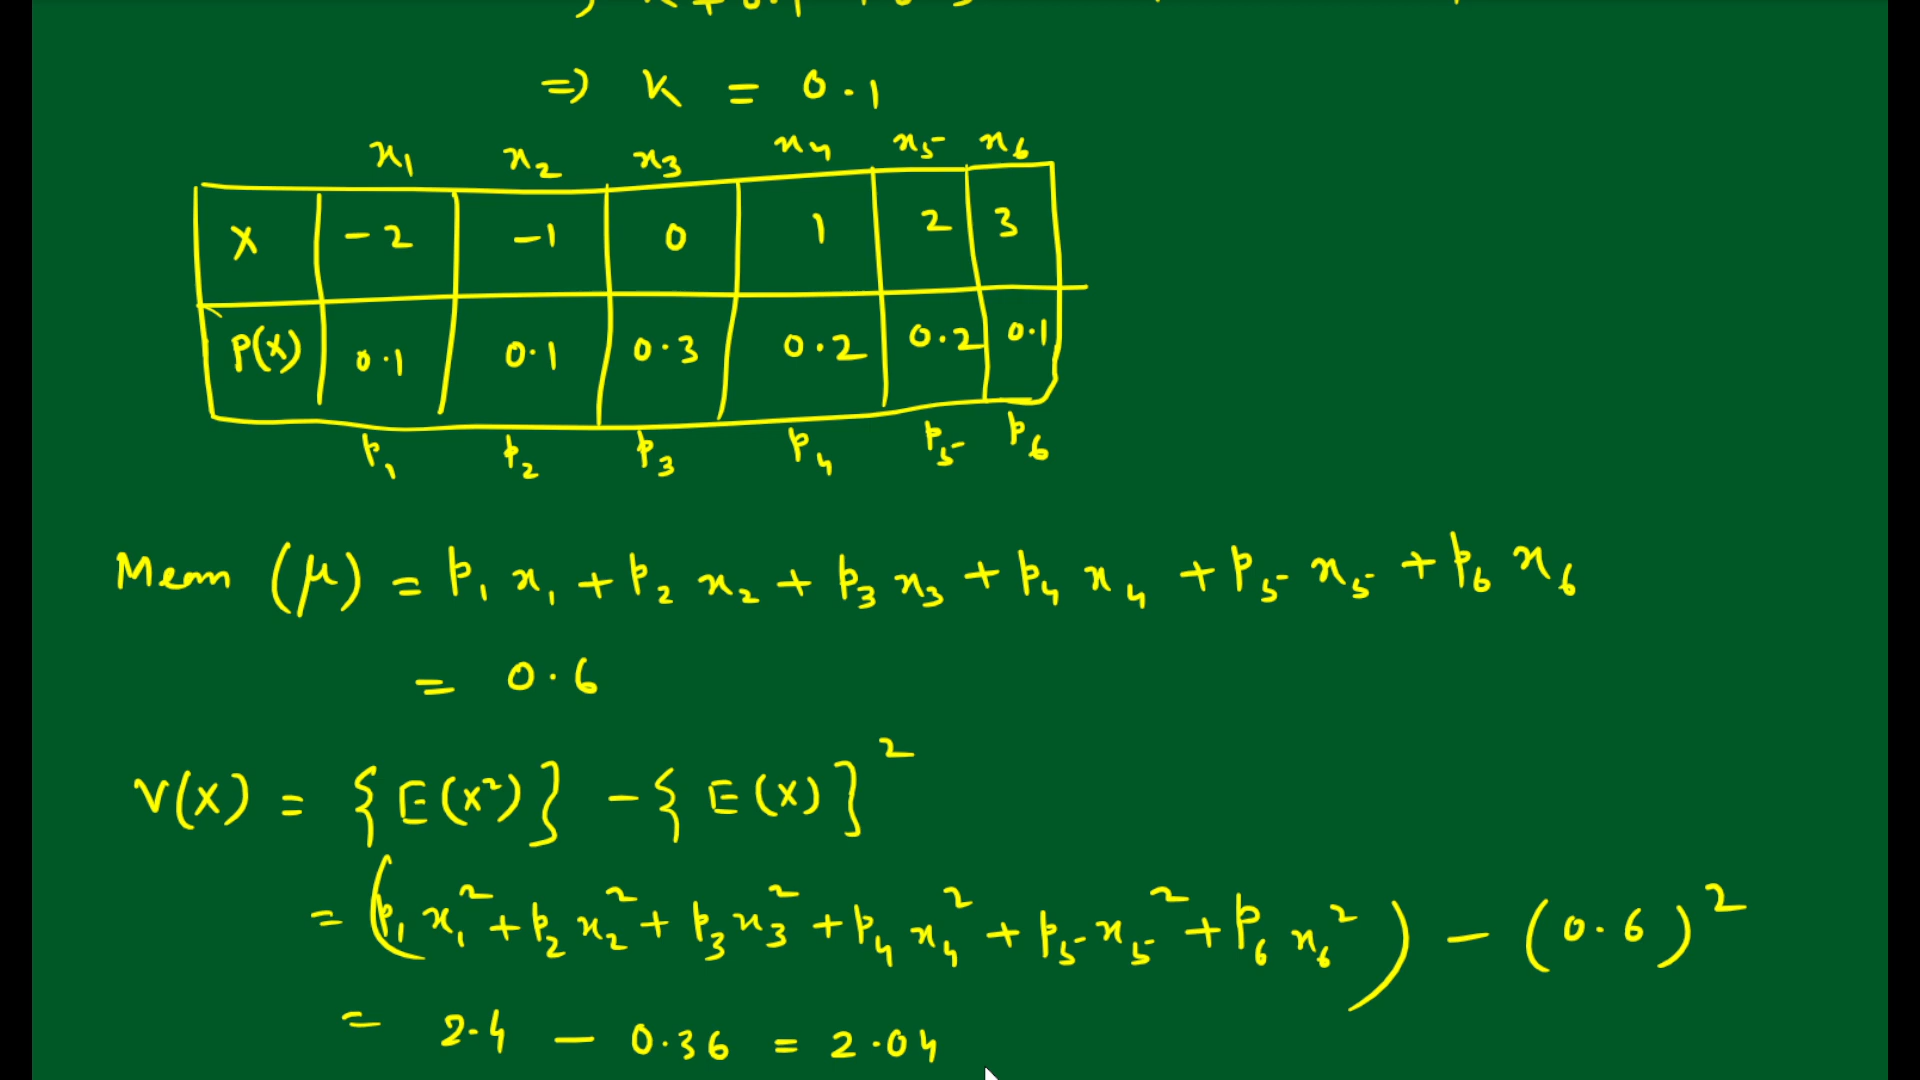 => K = 0.1
x₁ x₂ x₃ x₄ x₅ x₆
X -2 -1 0 1 2 3
P(X) 0.1 0.1 0.3 0.2 0.2 0.1
p₁ p₂ p₃ p₄ p₅ p₆
Mean (μ) = p₁ x₁ + p₂ x₂ + p₃ x₃ + p₄ x₄ + p₅ x₅ + p₆ x₆
= 0.6
V(X) = {E(X²)} - {E(X)}²
= (p₁ x₁² + p₂ x₂² + p₃ x₃² + p₄ x₄² + p₅ x₅² + p₆ x₆²) - (0.6)²
= 2.4 - 0.36 = 2.04